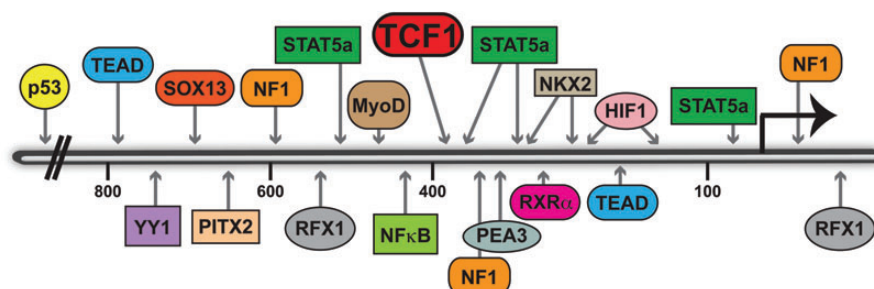 TCF1
STAT5a
STAT5a
TEAD
NF1
p53
SOX13
NF1
MyoD
NKX2
HIF1
STAT5a
800
600
400
100
YY1
PITX2
RFX1
NFκB
PEA3
RXRα
TEAD
RFX1
NF1